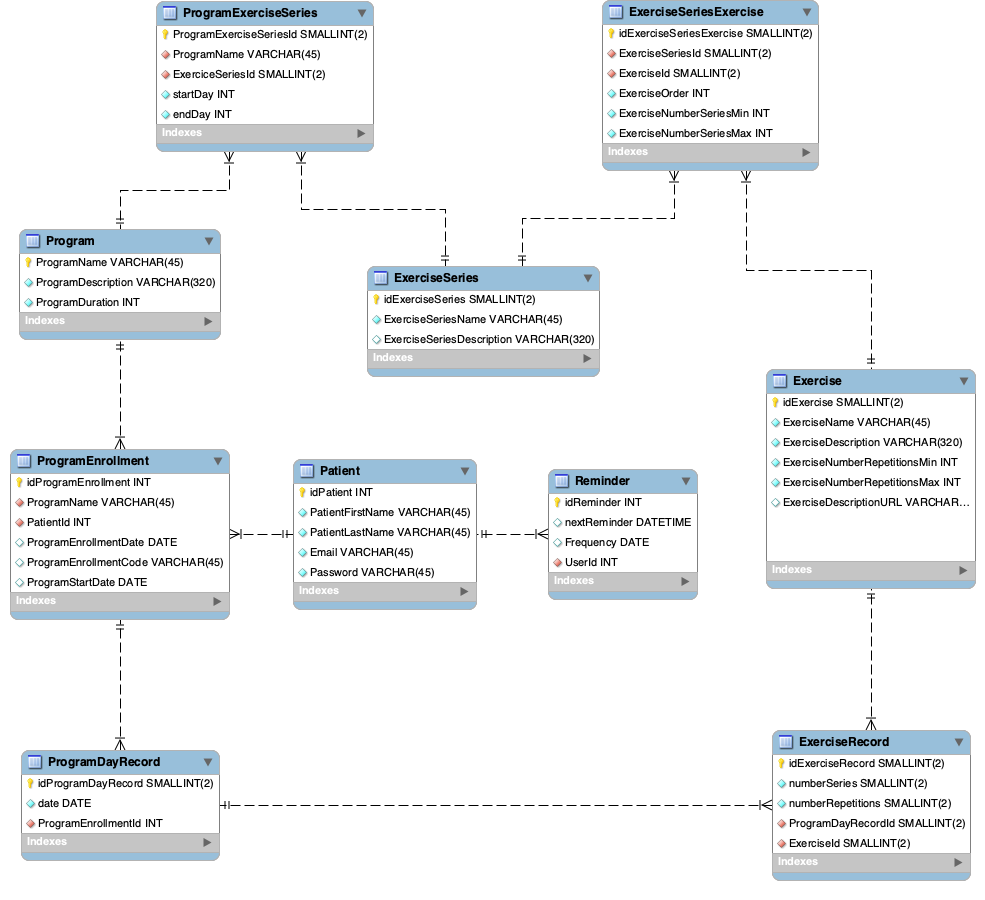 ProgramExerciseSeries
ProgramExerciseSeriesId SMALLINT(2)
ProgramName VARCHAR(45)
ExerciceSeriesId SMALLINT(2)
startDay INT
endDay INT
Indexes
ExerciseSeriesExercise
idExerciseSeriesExercise SMALLINT(2)
ExerciseSeriesId SMALLINT(2)
ExerciseId SMALLINT(2)
ExerciseOrder INT
ExerciseNumberSeriesMin INT
ExerciseNumberSeriesMax INT
Indexes
Program
ProgramName VARCHAR(45)
ProgramDescription VARCHAR(320)
ProgramDuration INT
Indexes
ExerciseSeries
idExerciseSeries SMALLINT(2)
ExerciseSeriesName VARCHAR(45)
ExerciseSeriesDescription VARCHAR(320)
Indexes
Exercise
idExercise SMALLINT(2)
ExerciseName VARCHAR(45)
ExerciseDescription VARCHAR(320)
ExerciseNumberRepetitionsMin INT
ExerciseNumberRepetitionsMax INT
ExerciseDescriptionURL VARCHAR...
Indexes
ProgramEnrollment
idProgramEnrollment INT
ProgramName VARCHAR(45)
PatientId INT
ProgramEnrollmentDate DATE
ProgramEnrollmentCode VARCHAR(45)
ProgramStartDate DATE
Indexes
Patient
idPatient INT
PatientFirstName VARCHAR(45)
PatientLastName VARCHAR(45)
Email VARCHAR(45)
Password VARCHAR(45)
Indexes
Reminder
idReminder INT
nextReminder DATETIME
Frequency DATE
UserId INT
Indexes
ProgramDayRecord
idProgramDayRecord SMALLINT(2)
date DATE
ProgramEnrollmentId INT
Indexes
ExerciseRecord
idExerciseRecord SMALLINT(2)
numberSeries SMALLINT(2)
numberRepetitions SMALLINT(2)
ProgramDayRecordId SMALLINT(2)
ExerciseId SMALLINT(2)
Indexes